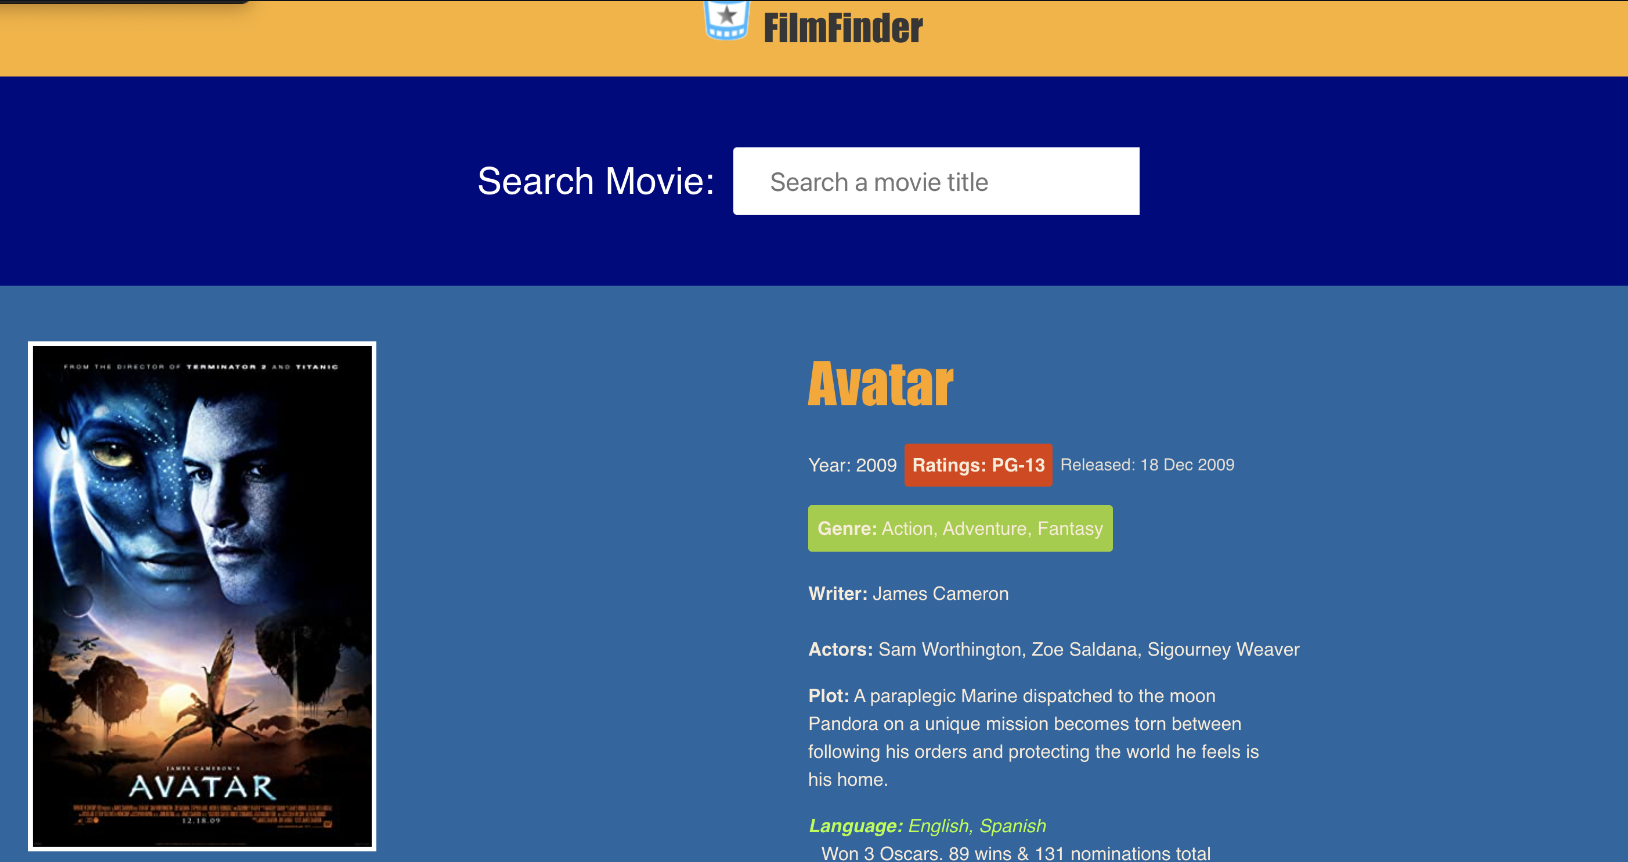 FilmFinder
Search Movie:
Search a movie title
FROM THE DIRECTOR OF TERMINATOR 2 AND TITANIC
JAMES CAMERON'S
AVATAR
12.18.09
Avatar
Year: 2009 Ratings: PG-13 Released: 18 Dec 2009
Genre: Action, Adventure, Fantasy
Writer: James Cameron
Actors: Sam Worthington, Zoe Saldana, Sigourney Weaver
Plot: A paraplegic Marine dispatched to the moon
Pandora on a unique mission becomes torn between
following his orders and protecting the world he feels is
his home.
Language: English, Spanish
Won 3 Oscars. 89 wins & 131 nominations total